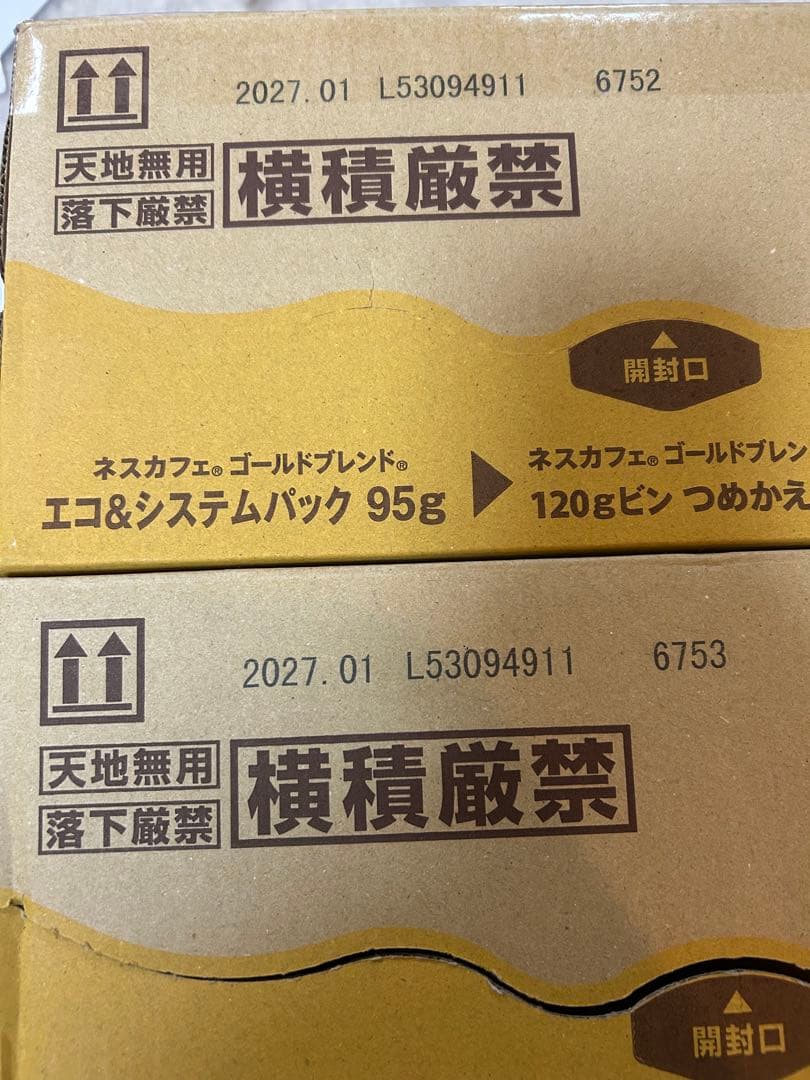 2027.01 L53094911 6752
天地無用
落下厳禁
横積厳禁
開封口
ネスカフェ® ゴールドブレンド®
エコ&システムパック 95g
ネスカフェ® ゴールドブレン
120gビン つめかえ
2027.01 L53094911 6753
天地無用
落下厳禁
横積厳禁
開封口